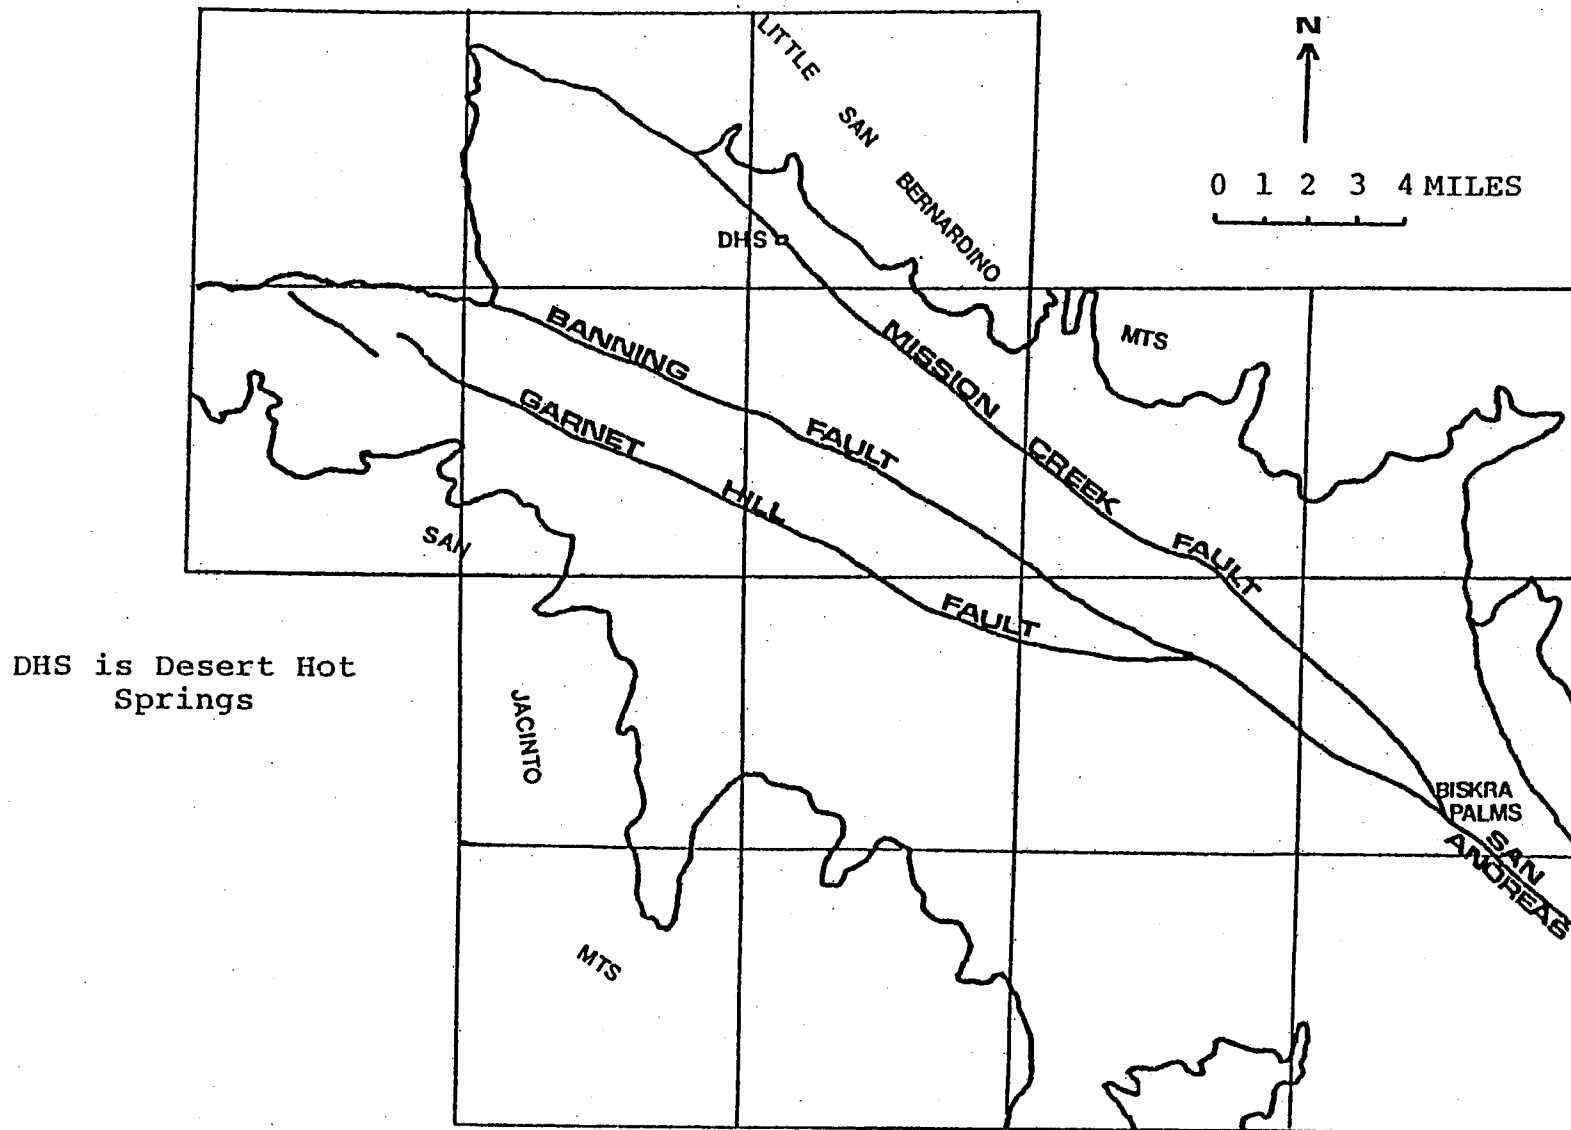 N
0 1 2 3 4 MILES
LITTLE
SAN
BERNARDINO
MTS
DHS
BANNING
FAULT
MISSION
CREEK
FAULT
GARNET
HILL
FAULT
SAN
JACINTO
MTS
DHS is Desert Hot
Springs
BISKRA
PALMS
SAN
ANDREAS